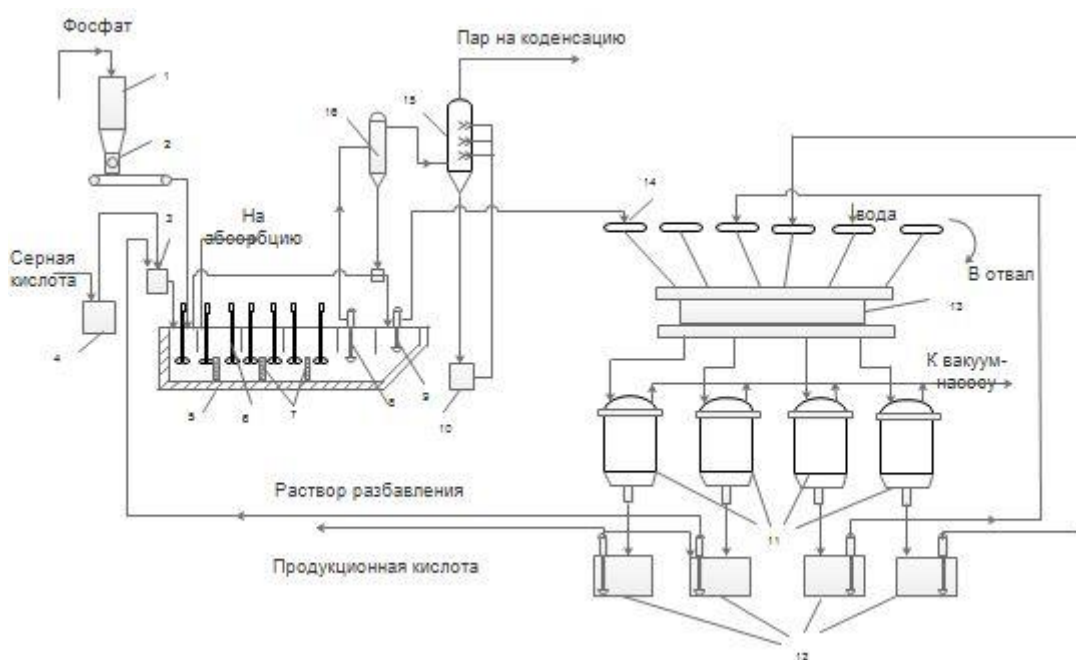 Фосфат
Пар на коденсацию
1
15
16
2
14
3
На
абсорбцию
вода
Серная
кислота
В отвал
13
4
К вакуум-
насосу
5
6
7
8
9
10
Раствор разбавления
11
Продукционная кислота
12